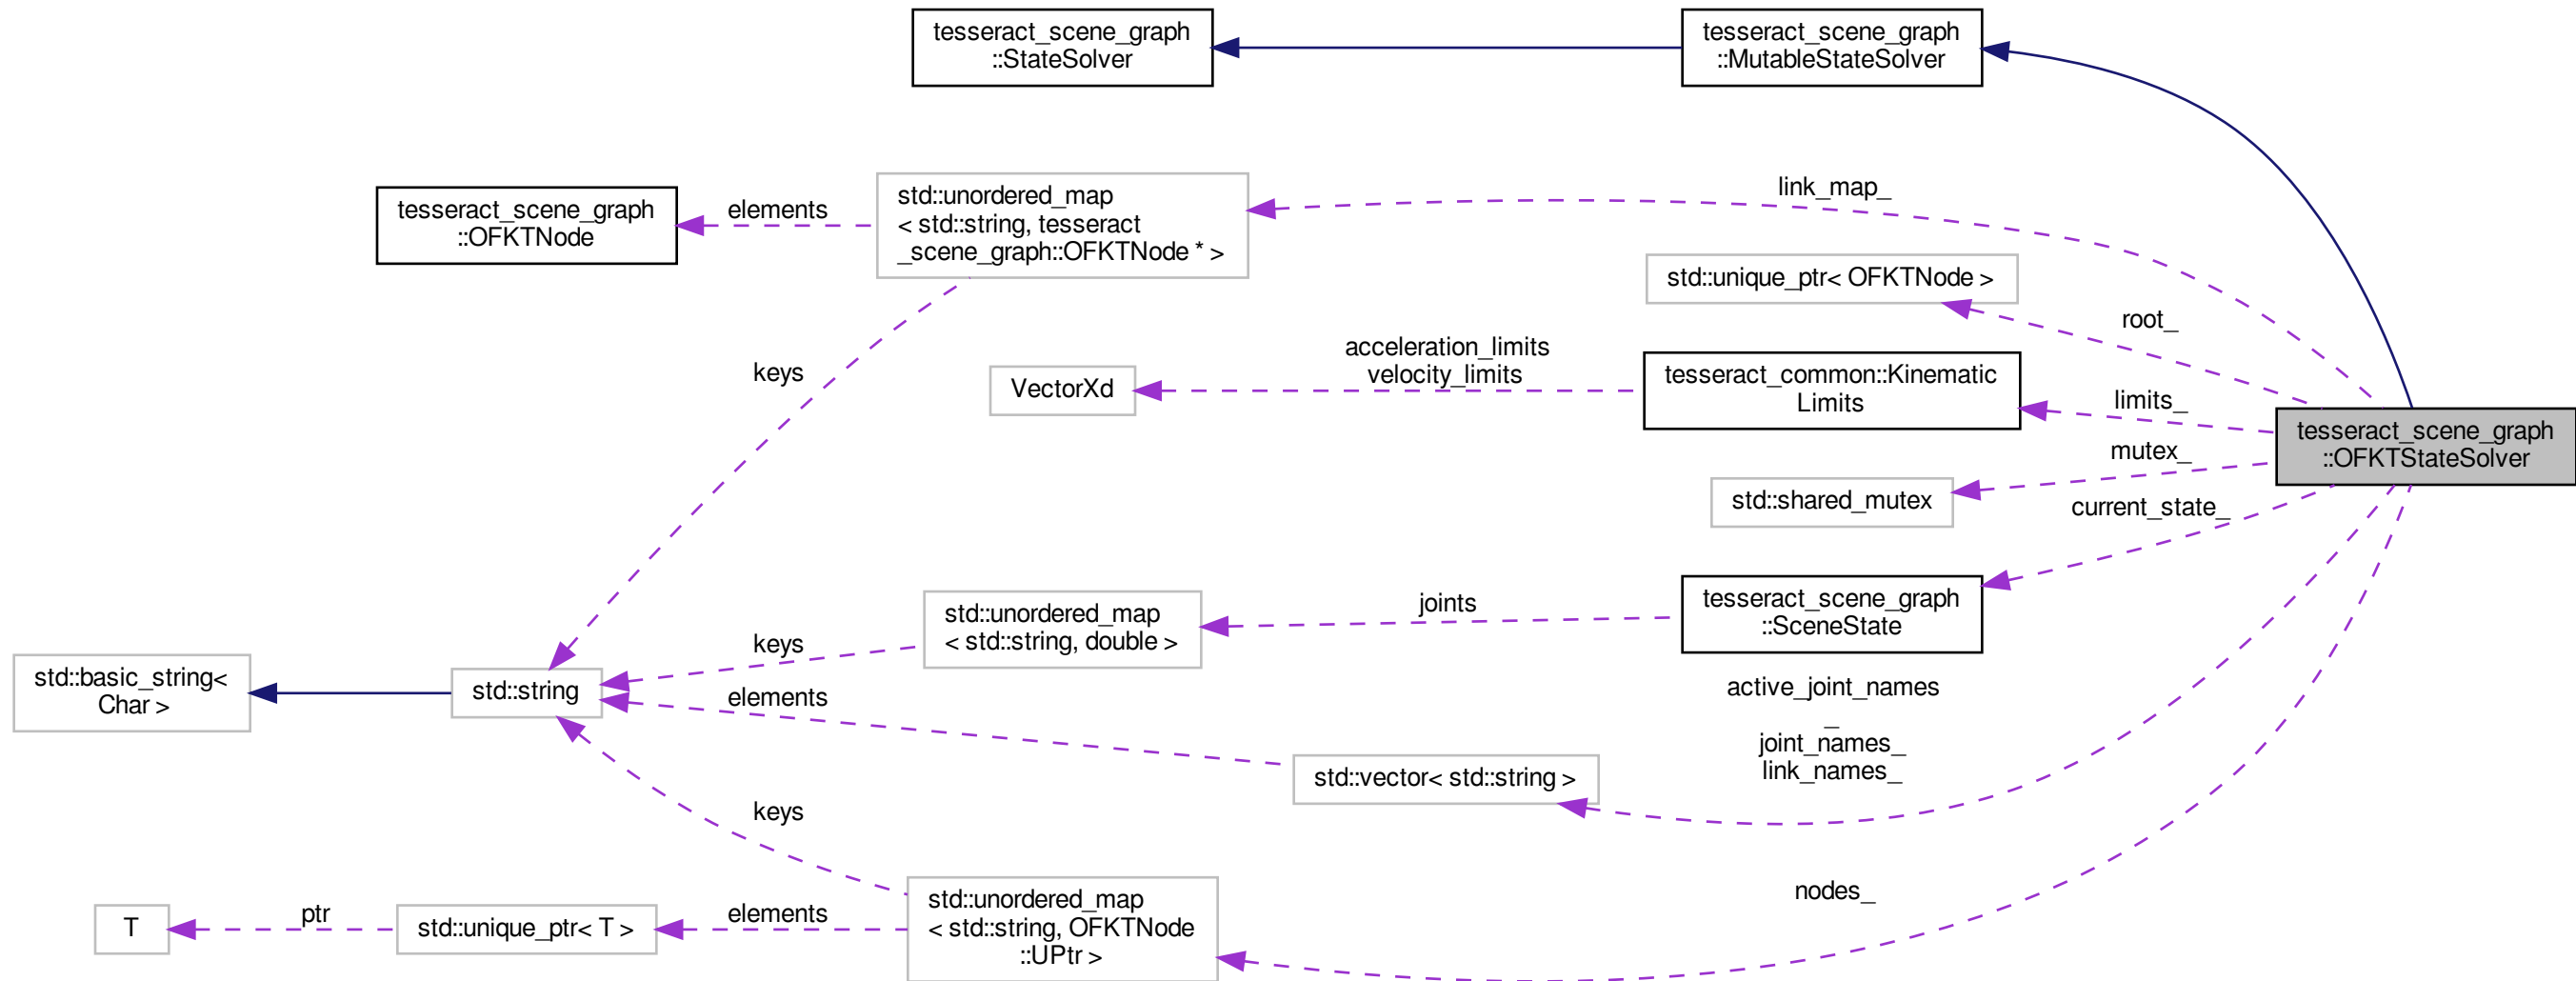 tesseract_scene_graph
::StateSolver
tesseract_scene_graph
::MutableStateSolver
link_map_
tesseract_scene_graph
::OFKTNode
elements
std::unordered_map
< std::string, tesseract
_scene_graph::OFKTNode * >
std::unique_ptr< OFKTNode >
root_
keys
VectorXd
acceleration_limits
velocity_limits
tesseract_common::Kinematic
Limits
limits_
tesseract_scene_graph
::OFKTStateSolver
mutex_
std::shared_mutex
current_state_
tesseract_scene_graph
::SceneState
joints
std::unordered_map
< std::string, double >
keys
std::basic_string<
Char >
std::string
elements
active_joint_names
_
joint_names_
link_names_
std::vector< std::string >
keys
T
ptr
std::unique_ptr< T >
elements
std::unordered_map
< std::string, OFKTNode
::UPtr >
nodes_